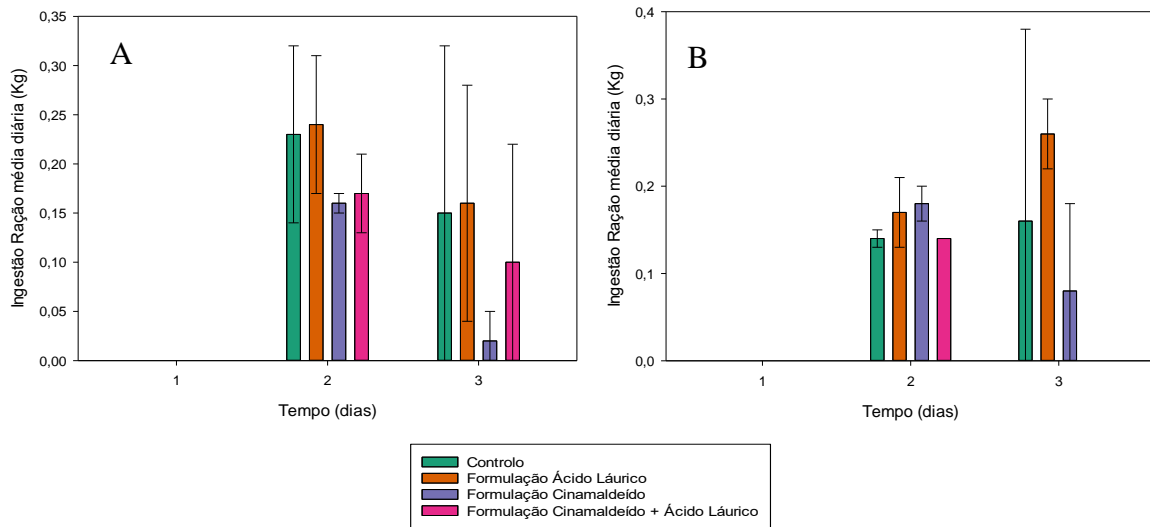 A
Ingestão Ração média diária (Kg)
0,35
0,30
0,25
0,20
0,15
0,10
0,05
0,00
1
2
3
Tempo (dias)
B
Ingestão Ração média diária (Kg)
0,4
0,3
0,2
0,1
0,0
1
2
3
Tempo (dias)
Controlo
Formulação Ácido Láurico
Formulação Cinamaldeído
Formulação Cinamaldeído + Ácido Láurico